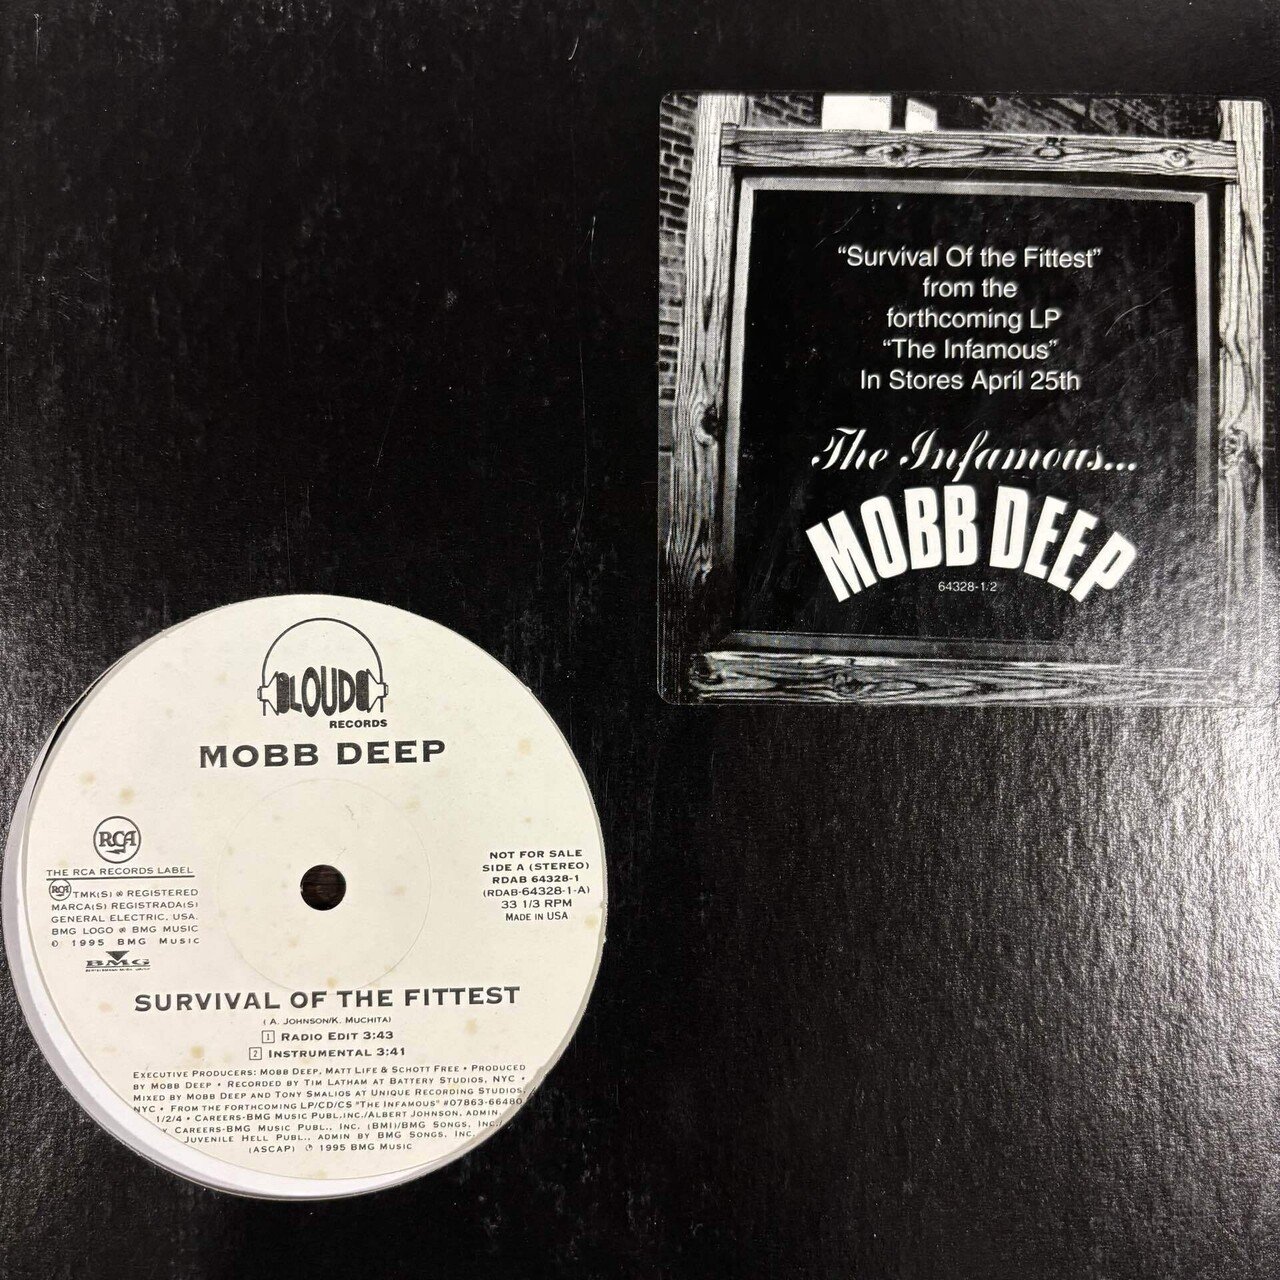 "Survival Of the Fittest"
from the
forthcoming LP
"The Infamous"
In Stores April 25th
The Infamous...
MOBB DEEP
64328-1/2
LOUD
RECORDS
MOBB DEEP
RCA
THE RCA RECORDS LABEL
RCA TMK(S) ® REGISTERED
MARCA(S) REGISTRADA(S)
GENERAL ELECTRIC, USA.
BMG LOGO ® BMG MUSIC
© 1995 BMG MUSIC
BMG
NOT FOR SALE
SIDE A (STEREO)
RDAB 64328-1
(RDAB-64328-1-A)
33 1/3 RPM
MADE IN USA
SURVIVAL OF THE FITTEST
( A. JOHNSON/K. MUCHITA)
1 RADIO EDIT 3:43
2 INSTRUMENTAL 3:41
EXECUTIVE PRODUCERS: MOBB DEEP, MATT LIFE & SCHOTT FREE • PRODUCED
BY MOBB DEEP • RECORDED BY TIM LATHAM AT BATTERY STUDIOS, NYC •
MIXED BY MOBB DEEP AND TONY SMALIOS AT UNIQUE RECORDING STUDIOS,
NYC • FROM THE FORTHCOMING LP/CD/CS "THE INFAMOUS" #07863-66480
1/2/4 • CAREERS-BMG MUSIC PUBL.INC./ALBERT JOHNSON, ADMIN.
CAREERS-BMG MUSIC PUBL., INC. (BMI)/BMG SONGS, INC./
JUVENILE HELL PUBL., ADMIN BY BMG SONGS, INC.
(ASCAP) ℗ 1995 BMG MUSIC